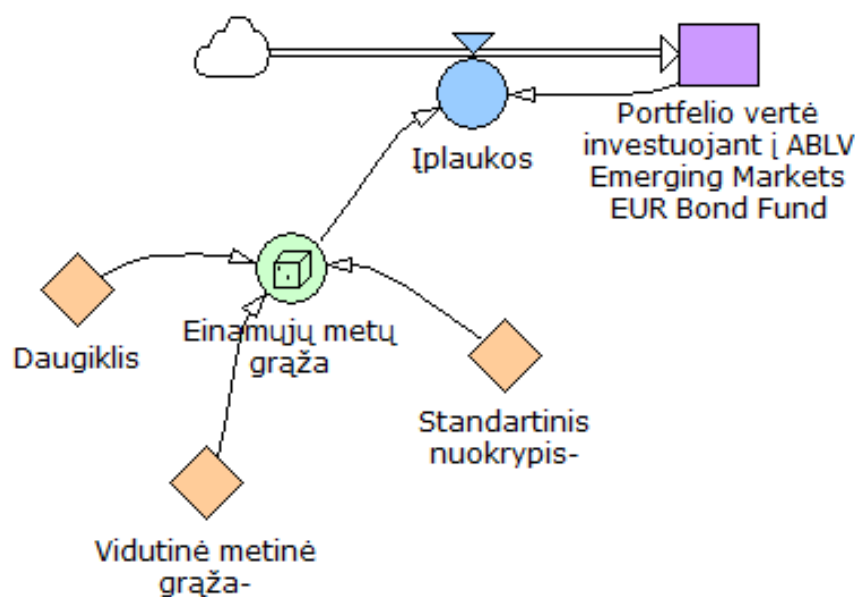 Portfelio vertė
investuojant į ABLV
Emerging Markets
EUR Bond Fund
Įplaukos
Einamųjų metų
grąža
Daugiklis
Standartinis
nuokrypis-
Vidutinė metinė
grąža-